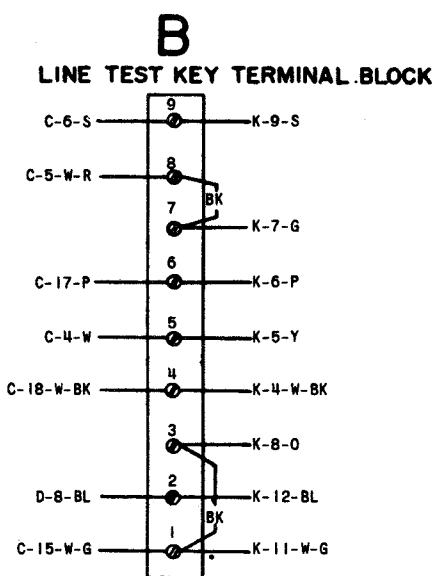 B
LINE TEST KEY TERMINAL BLOCK
9
C-6-S K-9-S
8
C-5-W-R
BK
7
K-7-G
6
C-17-P K-6-P
5
C-4-W K-5-Y
4
C-18-W-BK K-4-W-BK
3
K-8-O
2
D-8-BL K-12-BL
BK
1
C-15-W-G K-11-W-G